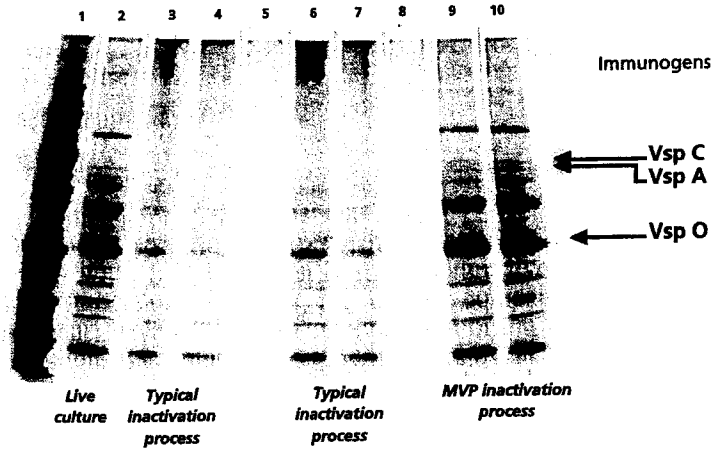 1 2 3 4 5 6 7 8 9 10
Immunogens
Vsp C
Vsp A
Vsp O
Live
culture
Typical
inactivation
process
Typical
inactivation
process
MVP inactivation
process